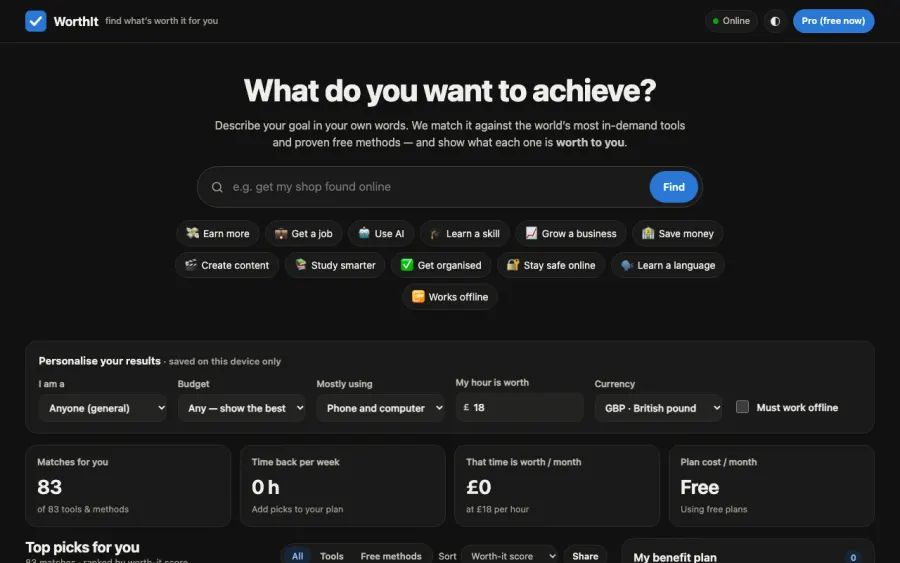 WorthIt find what's worth it for you Online Pro (free now)
What do you want to achieve?
Describe your goal in your own words. We match it against the world's most in-demand tools
and proven free methods — and show what each one is worth to you.
e.g. get my shop found online Find
Earn more Get a job Use AI Learn a skill Grow a business Save money
Create content Study smarter Get organised Stay safe online Learn a language
Works offline
Personalise your results · saved on this device only
I am a Budget Mostly using My hour is worth Currency
Anyone (general) Any — show the best Phone and computer £ 18 GBP · British pound Must work offline
Matches for you Time back per week That time is worth / month Plan cost / month
83 0 h £0 Free
of 83 tools & methods Add picks to your plan at £18 per hour Using free plans
Top picks for you All Tools Free methods Sort Worth-it score Share My benefit plan 0
83 matches · ranked by worth-it score